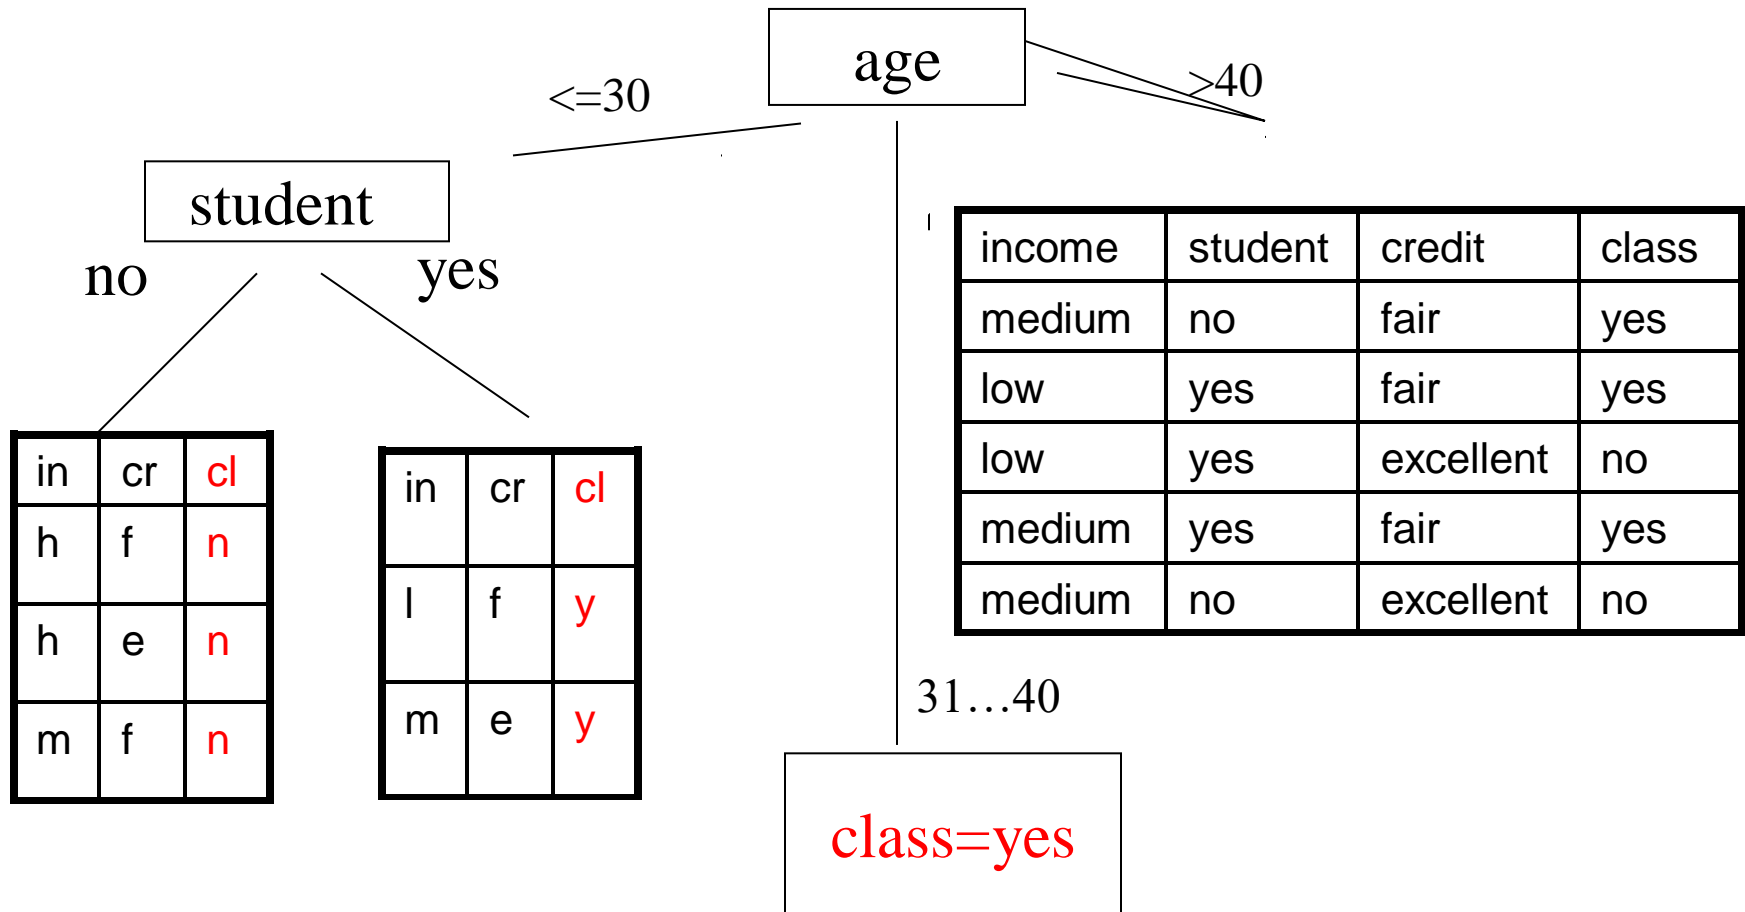 age
<=30
>40
student
no
yes
income student credit class
medium no fair yes
low yes fair yes
low yes excellent no
medium yes fair yes
medium no excellent no
in cr cl
h f n
h e n
m f n
in cr cl
l f y
m e y
31…40
class=yes